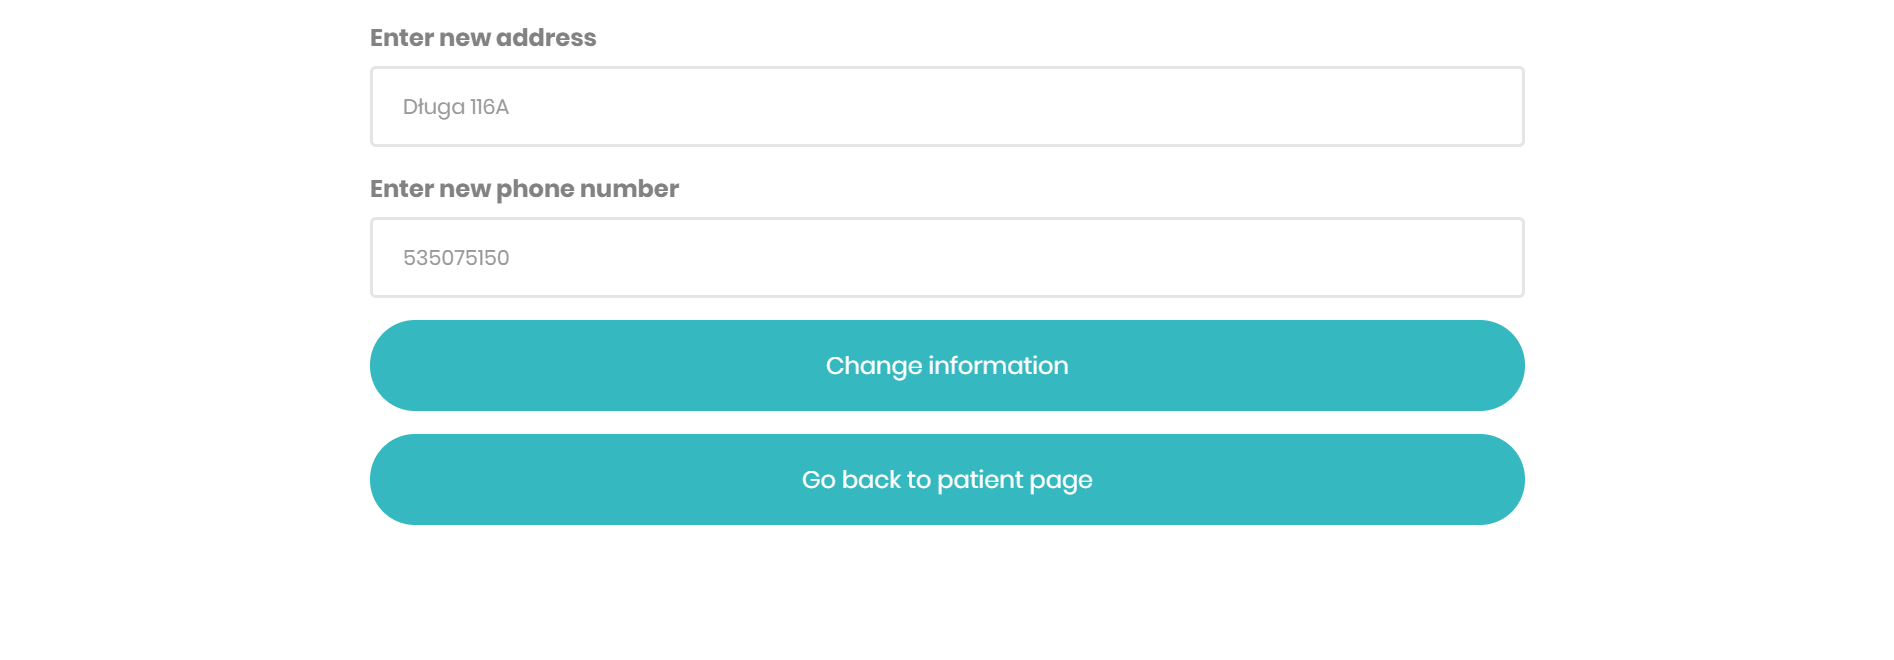 Enter new address
Długa 116A
Enter new phone number
535075150
Change information
Go back to patient page